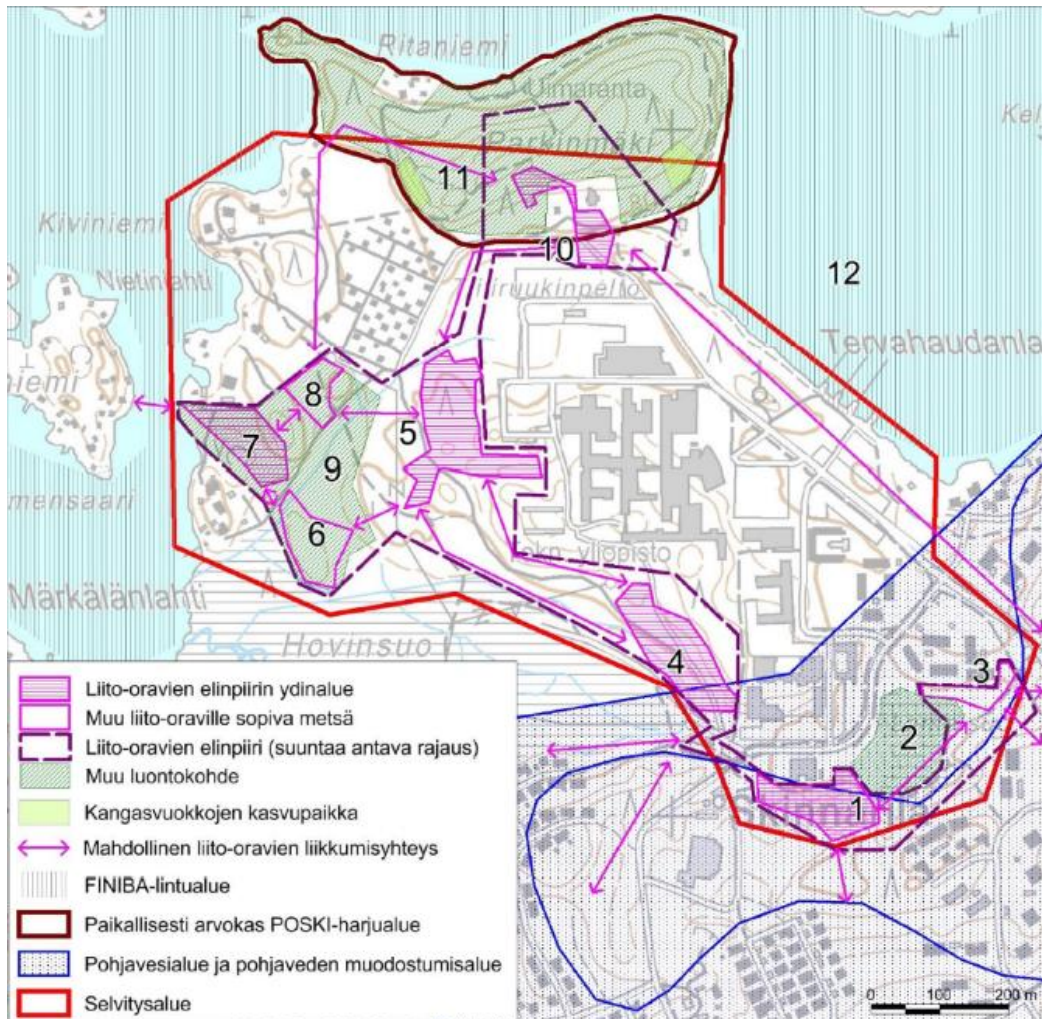 Ritaniemi
Uimaranta
Parkinmäki
11
Kiviniemi
10
Nietinlahti
12
Tervahaudanla
8
5
7
9
6
yliopisto
Märkälänlahti
Hovinsuo
4
3
2
1
Liito-oravien elinpiirin ydinalue
Muu liito-oraville sopiva metsä
Liito-oravien elinpiiri (suuntaa antava rajaus)
Muu luontokohde
Kangasvuokkojen kasvupaikka
Mahdollinen liito-oravien liikkumisyhteys
FINIBA-lintualue
Paikallisesti arvokas POSKI-harjualue
Pohjavesialue ja pohjaveden muodostumisalue
Selvitysalue
0 100 200 m